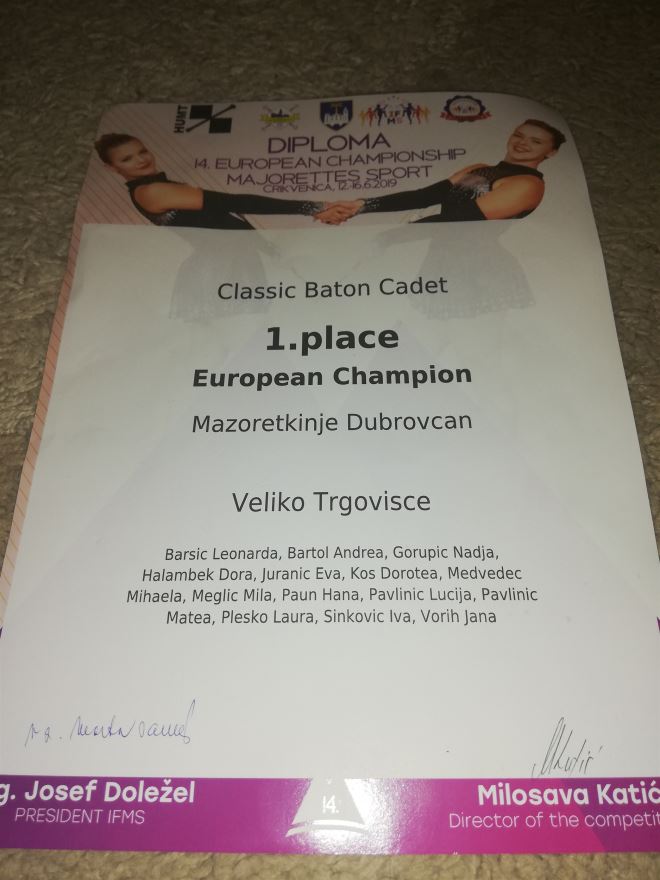 HUMT
DIPLOMA
14. EUROPEAN CHAMPIONSHIP
MAJORETTES SPORT
CRIKVENICA, 12.-16.6.2019
Classic Baton Cadet
1.place
European Champion
Mazoretkinje Dubrovcan
Veliko Trgovisce
Barsic Leonarda, Bartol Andrea, Gorupic Nadja,
Halambek Dora, Juranic Eva, Kos Dorotea, Medvedec
Mihaela, Meglic Mila, Paun Hana, Pavlinic Lucija, Pavlinic
Matea, Plesko Laura, Sinkovic Iva, Vorih Jana
g. Josef Doležel
PRESIDENT IFMS
14.
Milosava Katić
Director of the competit